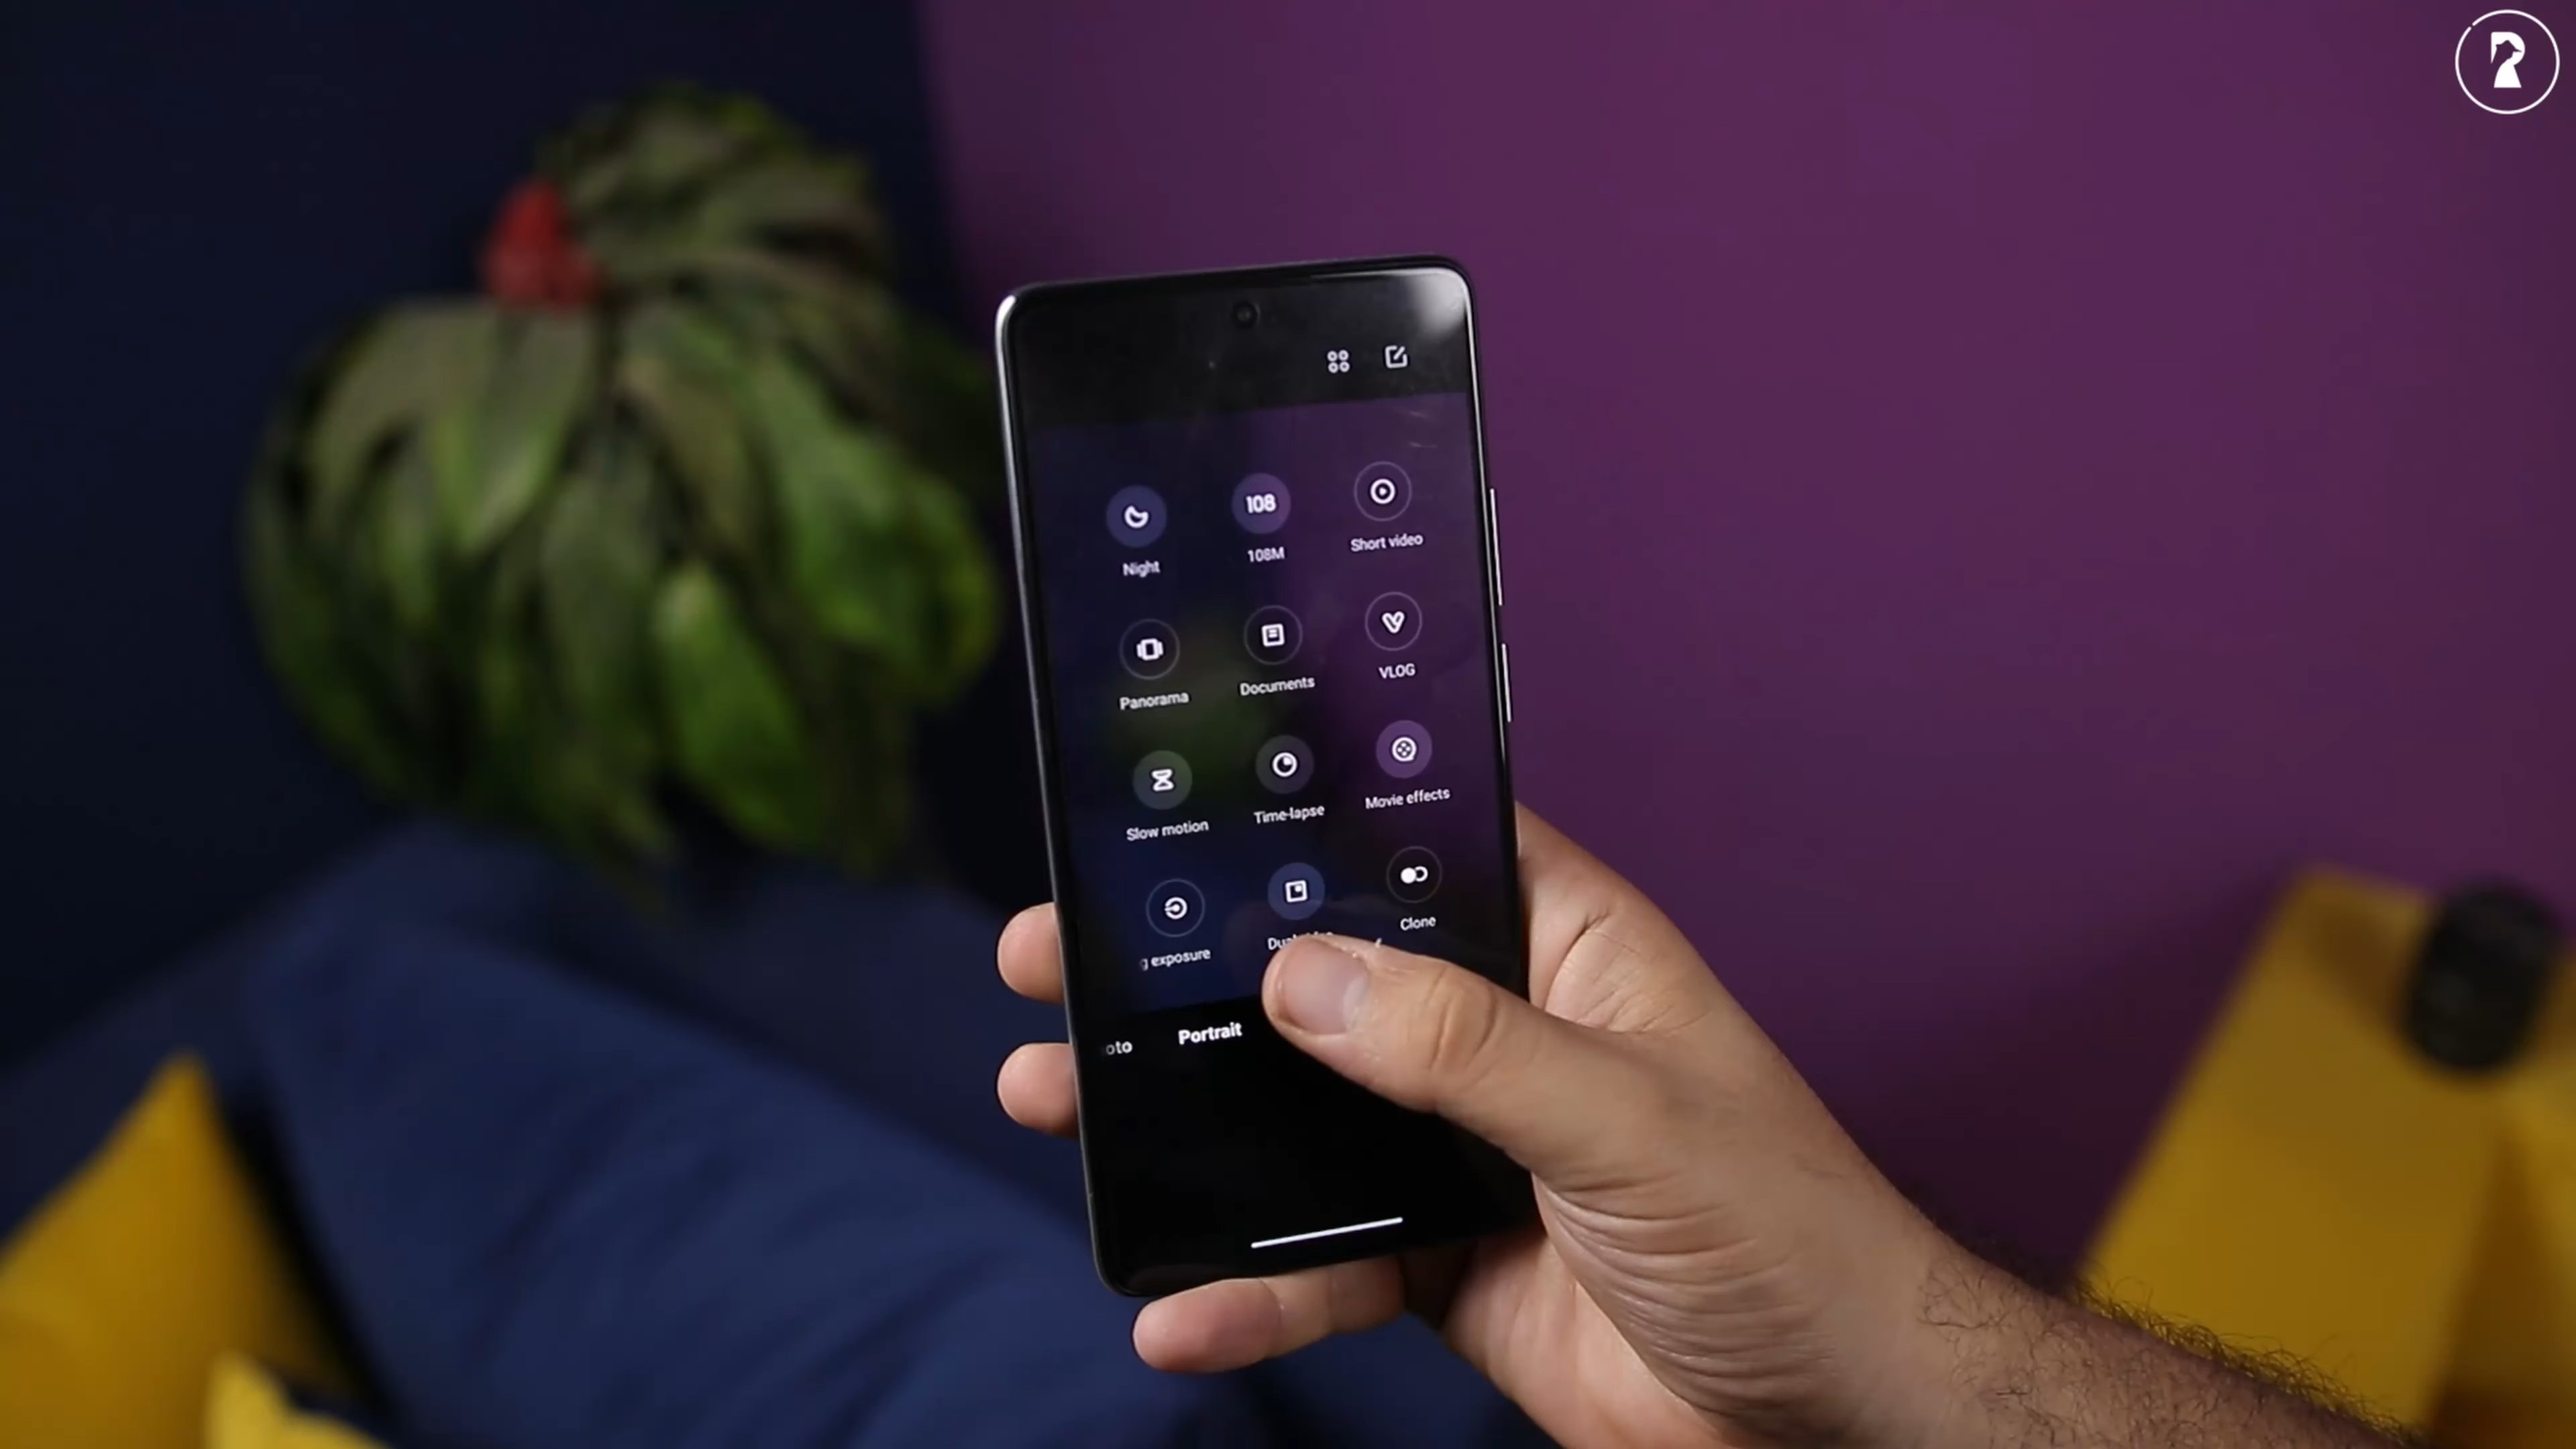 108
Night
108M
Short video
Panorama
Documents
VLOG
Slow motion
Time-lapse
Movie effects
g exposure
Clone
oto
Portrait